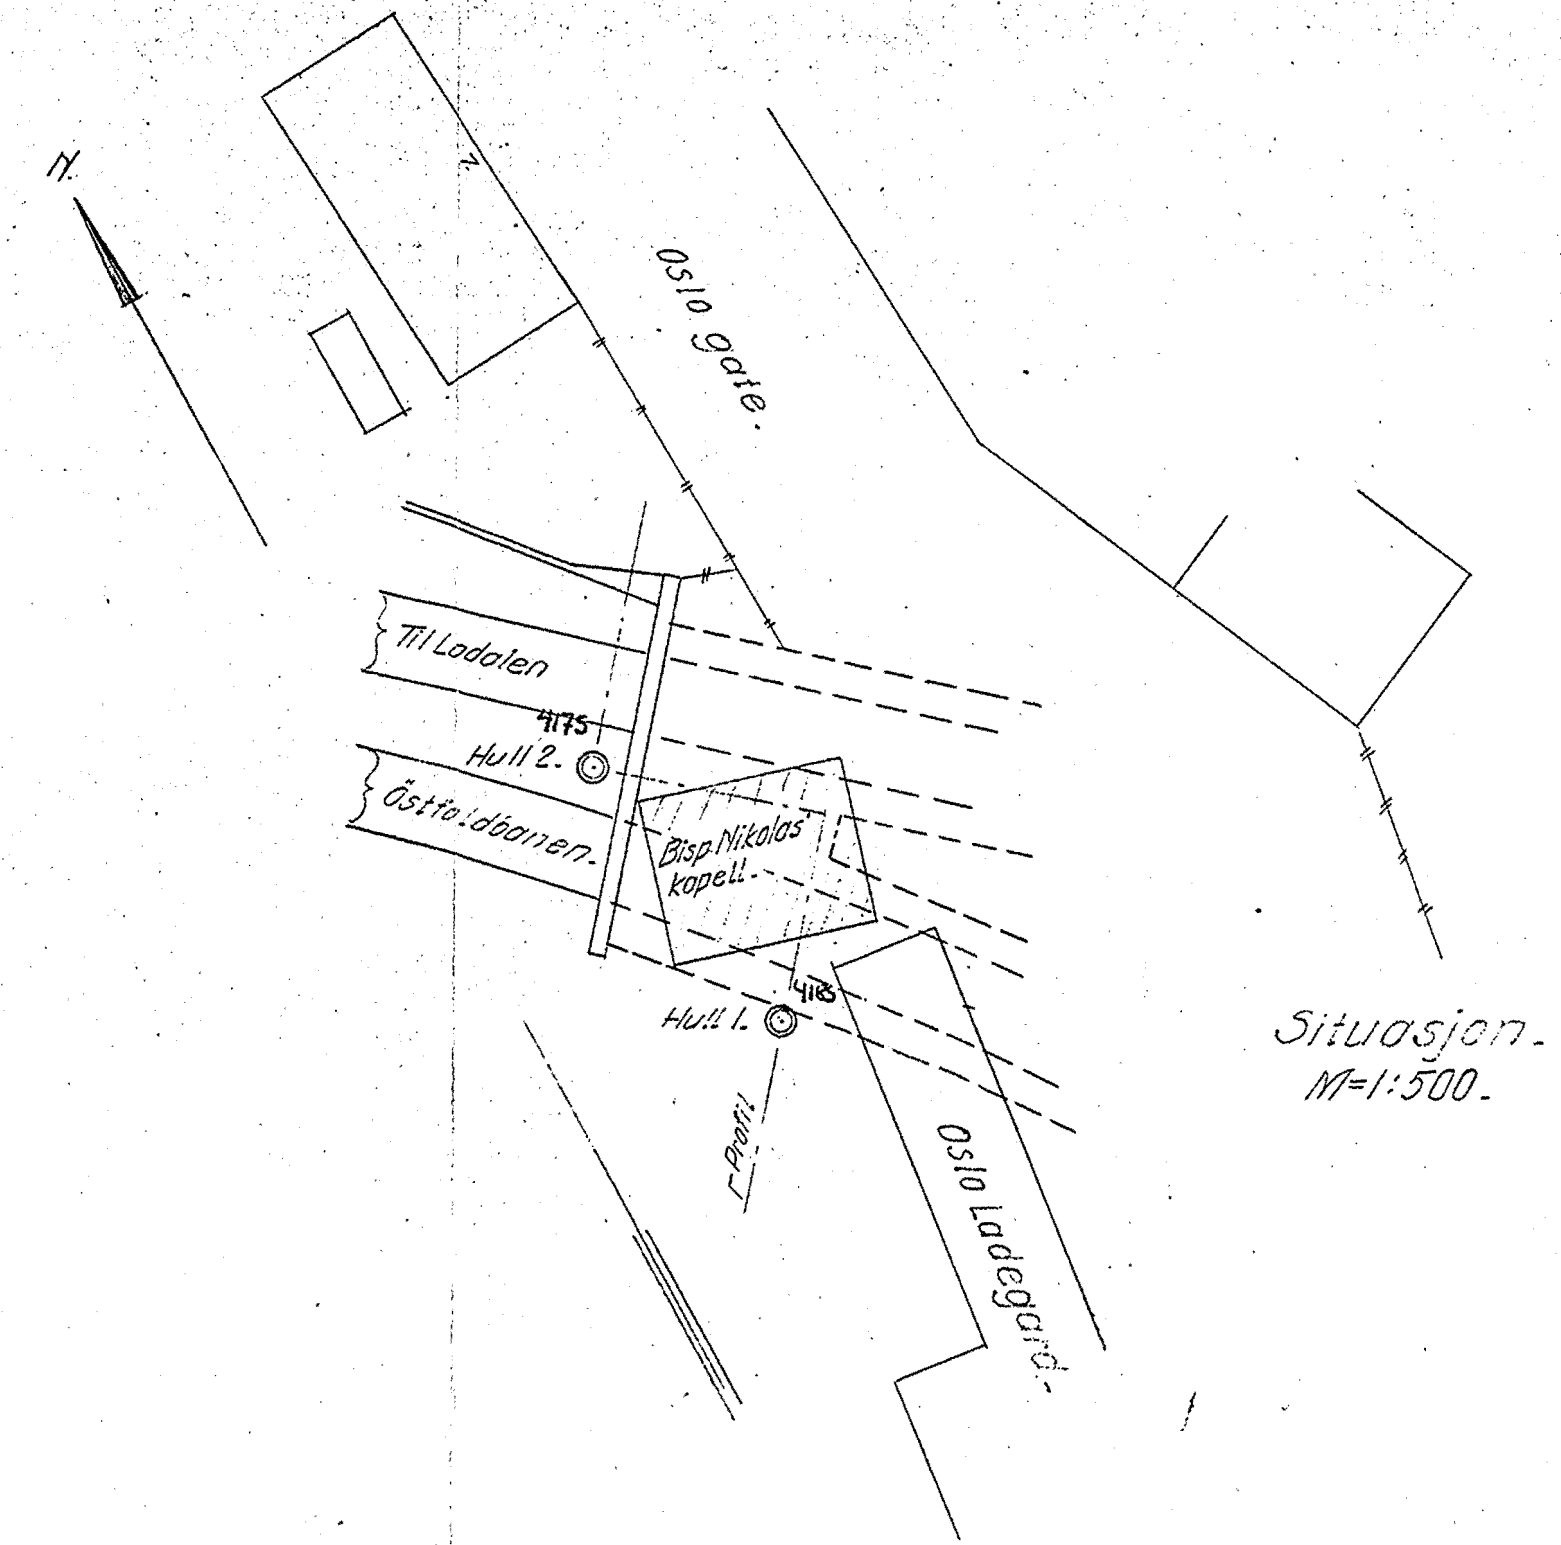 N.
Oslo gate.
Til Lodalen
4175
Hull 2.
Östfoldbanen.
Bisp. Nikolas'
kapell.
Hull 1.
Profil
Oslo Ladegård.
Situasjon.
M=1:500.